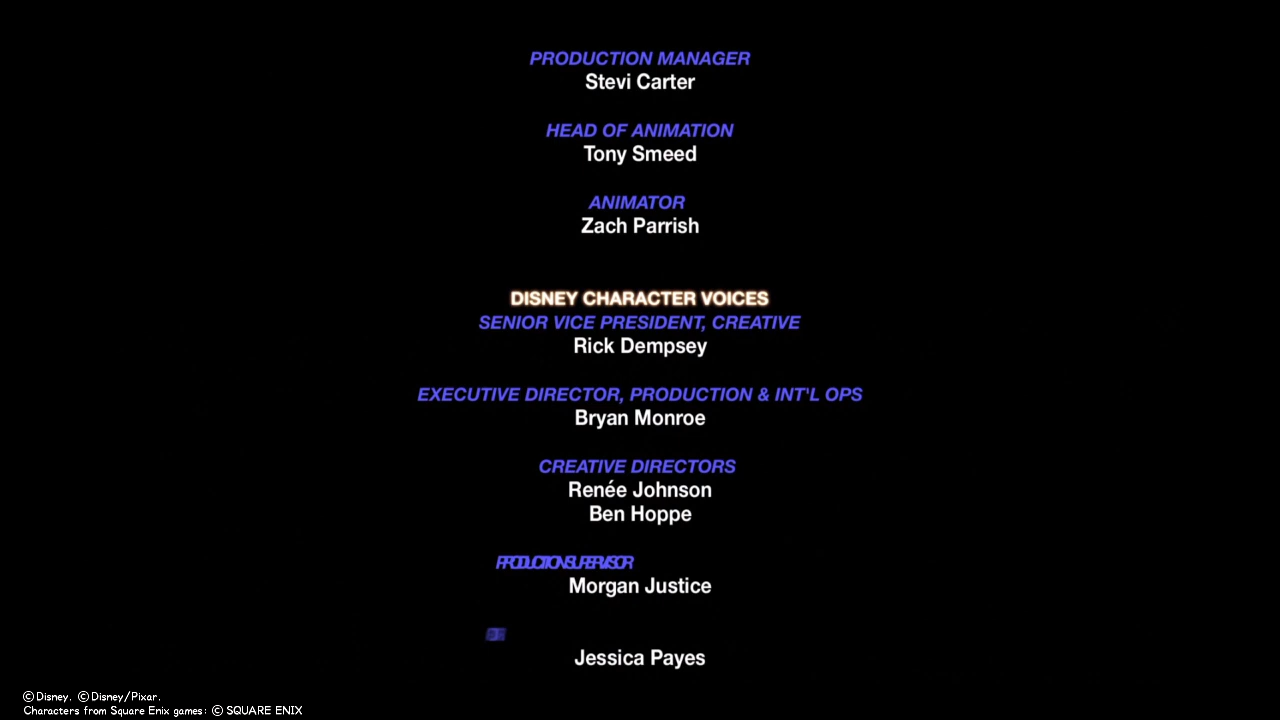 PRODUCTION MANAGER
Stevi Carter
HEAD OF ANIMATION
Tony Smeed
ANIMATOR
Zach Parrish
DISNEY CHARACTER VOICES
SENIOR VICE PRESIDENT, CREATIVE
Rick Dempsey
EXECUTIVE DIRECTOR, PRODUCTION & INT'L OPS
Bryan Monroe
CREATIVE DIRECTORS
Renée Johnson
Ben Hoppe
PRODUCTION SUPERVISOR
Morgan Justice
Jessica Payes
©Disney. ©Disney/Pixar.
Characters from Square Enix games: © SQUARE ENIX